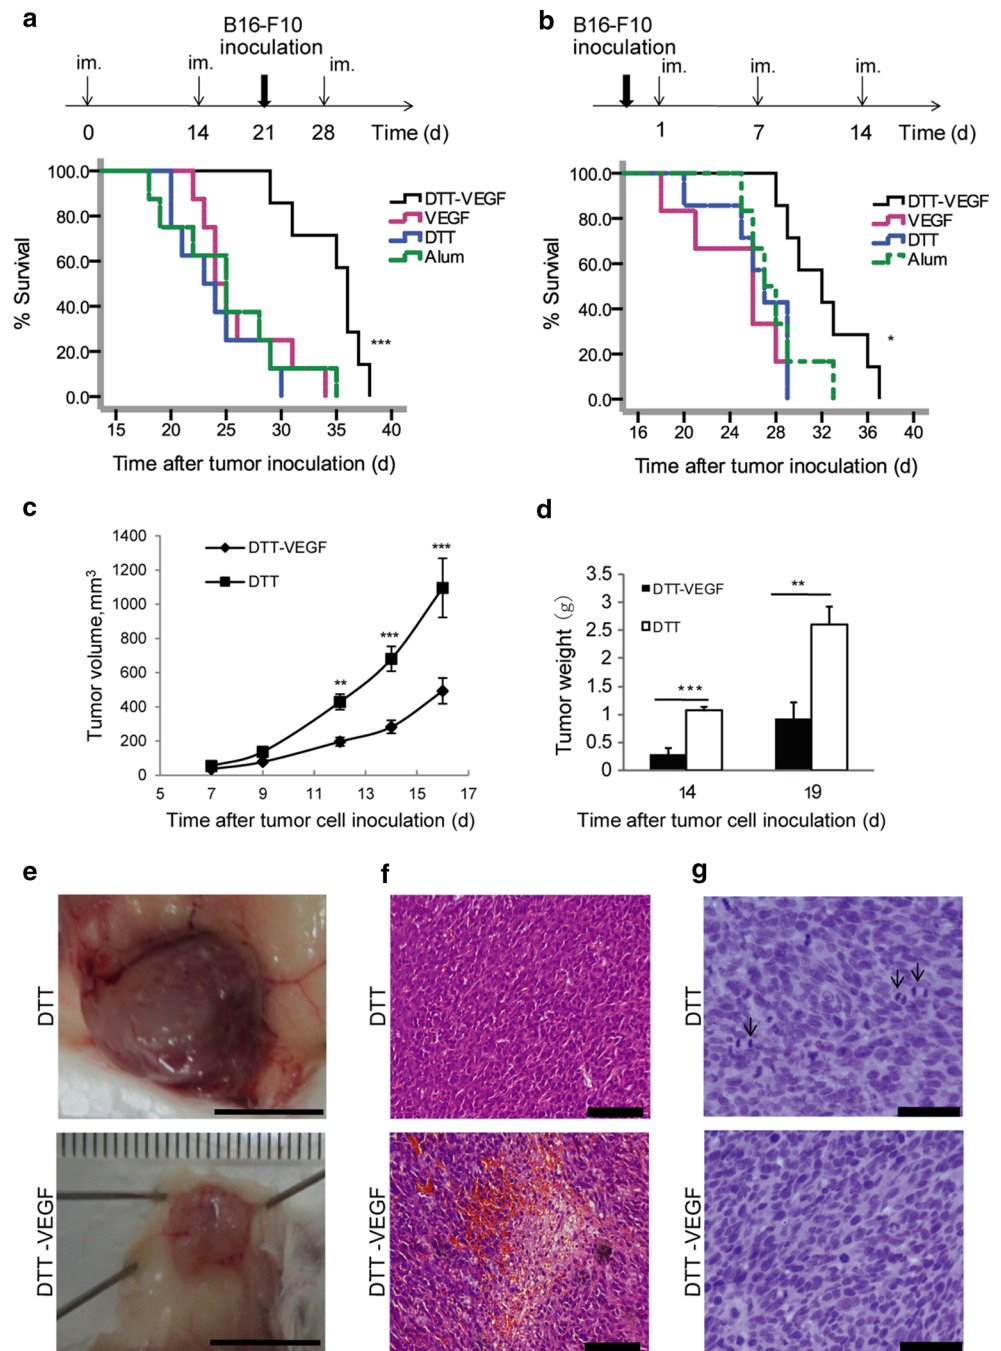 a
B16-F10
inoculation
im.
im.
im.
0
14
21
28
Time (d)
100.0
80.0
60.0
40.0
20.0
0.0
% Survival
DTT-VEGF
VEGF
DTT
Alum
***
15
20
25
30
35
40
Time after tumor inoculation (d)
b
B16-F10
inoculation
im.
im.
im.
1
7
14
Time (d)
100.0
80.0
60.0
40.0
20.0
0.0
% Survival
DTT-VEGF
VEGF
DTT
Alum
*
16
20
24
28
32
36
40
Time after tumor inoculation (d)
c
1400
1200
1000
800
600
400
200
0
Tumor volume,mm³
DTT-VEGF
DTT
**
***
***
5
7
9
11
13
15
17
Time after tumor cell inoculation (d)
d
3.5
3
2.5
2
1.5
1
0.5
0
Tumor weight (g)
DTT-VEGF
DTT
***
**
14
19
Time after tumor cell inoculation (d)
e
DTT
DTT -VEGF
f
DTT
DTT -VEGF
g
DTT
DTT -VEGF